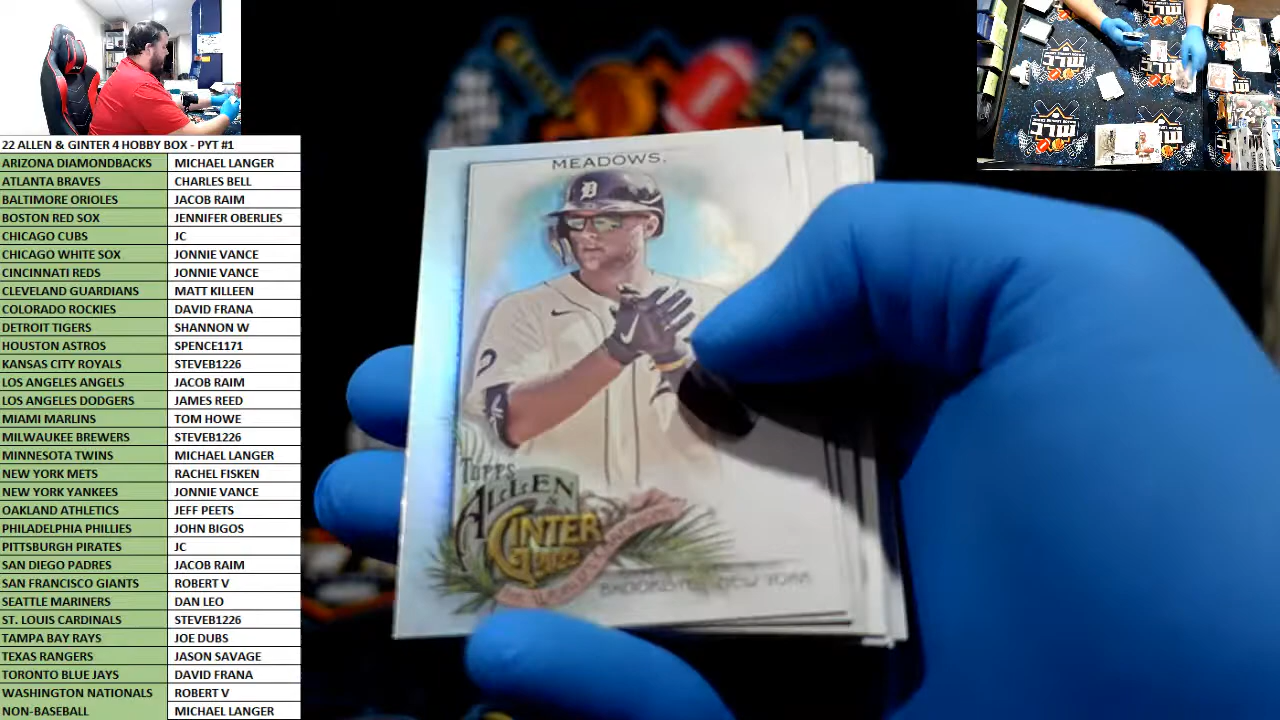 22 ALLEN & GINTER 4 HOBBY BOX - PYT #1
ARIZONA DIAMONDBACKS MICHAEL LANGER
ATLANTA BRAVES CHARLES BELL
BALTIMORE ORIOLES JACOB RAIM
BOSTON RED SOX JENNIFER OBERLIES
CHICAGO CUBS JC
CHICAGO WHITE SOX JONNIE VANCE
CINCINNATI REDS JONNIE VANCE
CLEVELAND GUARDIANS MATT KILLEEN
COLORADO ROCKIES DAVID FRANA
DETROIT TIGERS SHANNON W
HOUSTON ASTROS SPENCE1171
KANSAS CITY ROYALS STEVEB1226
LOS ANGELES ANGELS JACOB RAIM
LOS ANGELES DODGERS JAMES REED
MIAMI MARLINS TOM HOWE
MILWAUKEE BREWERS STEVEB1226
MINNESOTA TWINS MICHAEL LANGER
NEW YORK METS RACHEL FISKEN
NEW YORK YANKEES JONNIE VANCE
OAKLAND ATHLETICS JEFF PEETS
PHILADELPHIA PHILLIES JOHN BIGOS
PITTSBURGH PIRATES JC
SAN DIEGO PADRES JACOB RAIM
SAN FRANCISCO GIANTS ROBERT V
SEATTLE MARINERS DAN LEO
ST. LOUIS CARDINALS STEVEB1226
TAMPA BAY RAYS JOE DUBS
TEXAS RANGERS JASON SAVAGE
TORONTO BLUE JAYS DAVID FRANA
WASHINGTON NATIONALS ROBERT V
NON-BASEBALL MICHAEL LANGER
MEADOWS.
D
TOPPS
ALLEN &
GINTER
BROOKLYN NEW YORK